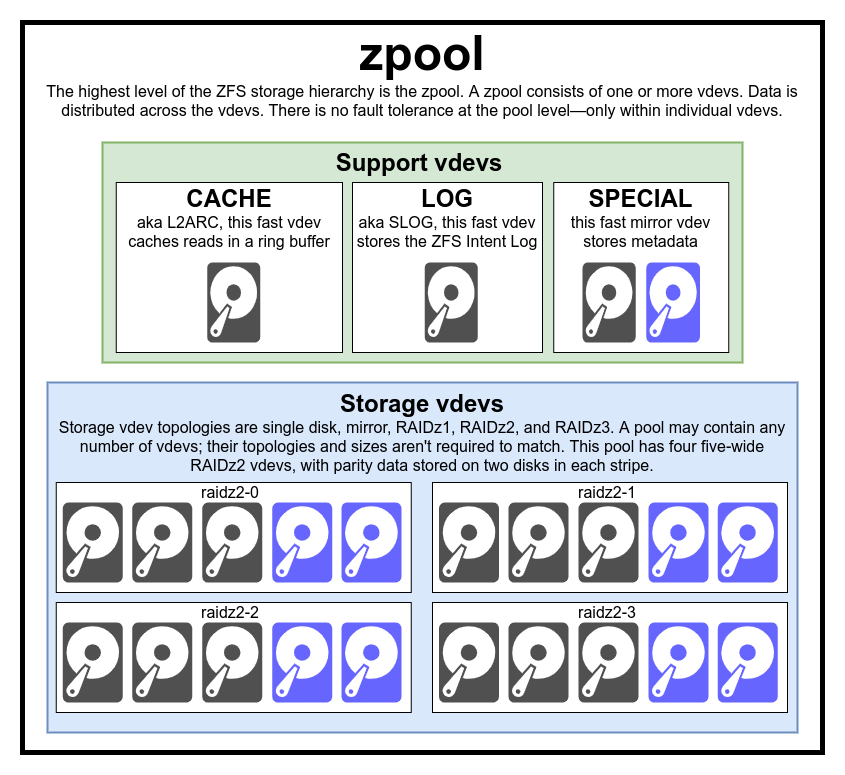 zpool
The highest level of the ZFS storage hierarchy is the zpool. A zpool consists of one or more vdevs. Data is
distributed across the vdevs. There is no fault tolerance at the pool level—only within individual vdevs.
Support vdevs
CACHE
aka L2ARC, this fast vdev
caches reads in a ring buffer
LOG
aka SLOG, this fast vdev
stores the ZFS Intent Log
SPECIAL
this fast mirror vdev
stores metadata
Storage vdevs
Storage vdev topologies are single disk, mirror, RAIDz1, RAIDz2, and RAIDz3. A pool may contain any
number of vdevs; their topologies and sizes aren't required to match. This pool has four five-wide
RAIDz2 vdevs, with parity data stored on two disks in each stripe.
raidz2-0
raidz2-1
raidz2-2
raidz2-3